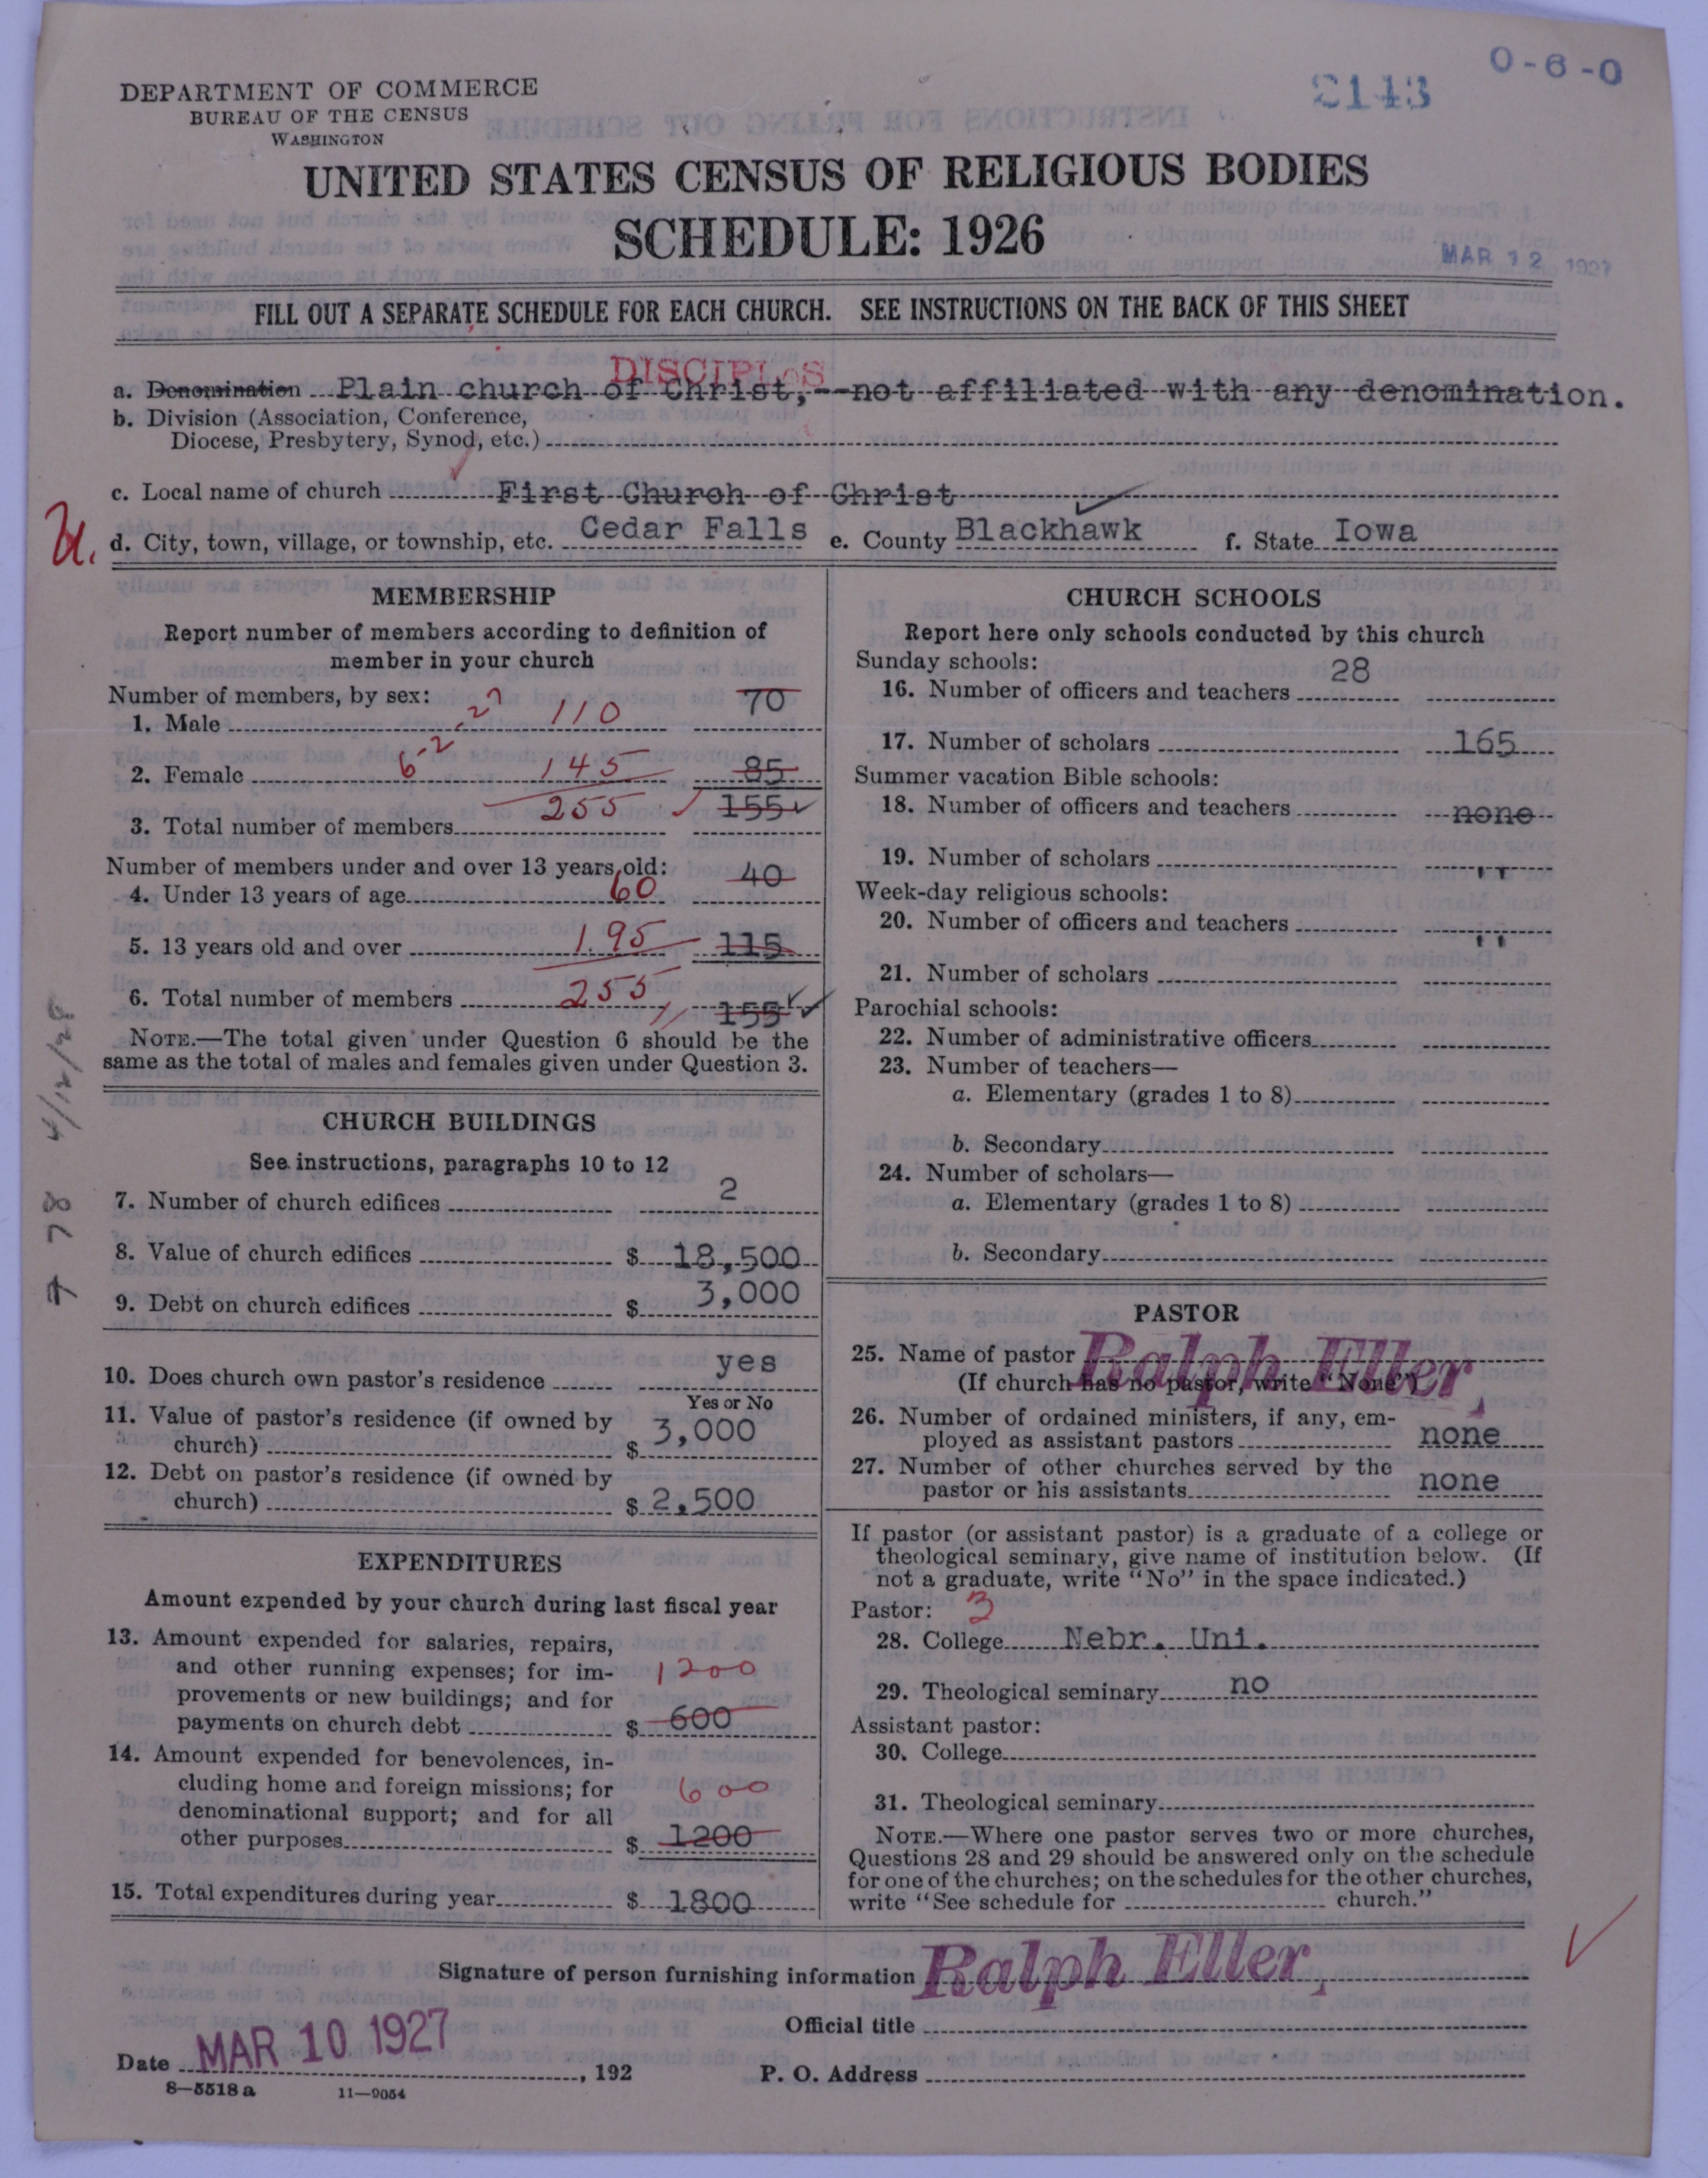 0-6-0
2143
DEPARTMENT OF COMMERCE
BUREAU OF THE CENSUS
WASHINGTON
UNITED STATES CENSUS OF RELIGIOUS BODIES
SCHEDULE: 1926
MAR 12 1927
FILL OUT A SEPARATE SCHEDULE FOR EACH CHURCH. SEE INSTRUCTIONS ON THE BACK OF THIS SHEET
DISCIPLES
a. Denomination Plain church of Christ,--not affiliated with any denomination.
b. Division (Association, Conference,
Diocese, Presbytery, Synod, etc.)
c. Local name of church First Church of Christ
d. City, town, village, or township, etc. Cedar Falls e. County Blackhawk f. State Iowa
MEMBERSHIP
Report number of members according to definition of
member in your church
Number of members, by sex:
1. Male 110 70
2. Female 145 85
3. Total number of members 255 155
Number of members under and over 13 years old:
4. Under 13 years of age 60 40
5. 13 years old and over 195 115
6. Total number of members 255 155
NOTE.—The total given under Question 6 should be the
same as the total of males and females given under Question 3.
4/12/28
7 78
CHURCH BUILDINGS
See instructions, paragraphs 10 to 12
7. Number of church edifices 2
8. Value of church edifices $ 18,500
9. Debt on church edifices $ 3,000
10. Does church own pastor's residence yes
Yes or No
11. Value of pastor's residence (if owned by
church) $ 3,000
12. Debt on pastor's residence (if owned by
church) $ 2,500
EXPENDITURES
Amount expended by your church during last fiscal year
13. Amount expended for salaries, repairs,
and other running expenses; for im-
provements or new buildings; and for 1200
payments on church debt $ 600
14. Amount expended for benevolences, in-
cluding home and foreign missions; for 600
denominational support; and for all
other purposes $ 1200
15. Total expenditures during year $ 1800
CHURCH SCHOOLS
Report here only schools conducted by this church
Sunday schools:
16. Number of officers and teachers 28
17. Number of scholars 165
Summer vacation Bible schools:
18. Number of officers and teachers none
19. Number of scholars "
Week-day religious schools:
20. Number of officers and teachers "
21. Number of scholars
Parochial schools:
22. Number of administrative officers
23. Number of teachers—
a. Elementary (grades 1 to 8)
b. Secondary
24. Number of scholars—
a. Elementary (grades 1 to 8)
b. Secondary
PASTOR
25. Name of pastor Ralph Eller,
(If church has no pastor, write "None")
26. Number of ordained ministers, if any, em-
ployed as assistant pastors none
27. Number of other churches served by the
pastor or his assistants none
If pastor (or assistant pastor) is a graduate of a college or
theological seminary, give name of institution below. (If
not a graduate, write "No" in the space indicated.)
Pastor: 3
28. College Nebr. Uni.
29. Theological seminary no
Assistant pastor:
30. College
31. Theological seminary
NOTE.—Where one pastor serves two or more churches,
Questions 28 and 29 should be answered only on the schedule
for one of the churches; on the schedules for the other churches,
write "See schedule for church."
Signature of person furnishing information Ralph Eller,
Official title
Date MAR 10 1927, 192
P. O. Address
8—5518 a 11—9054